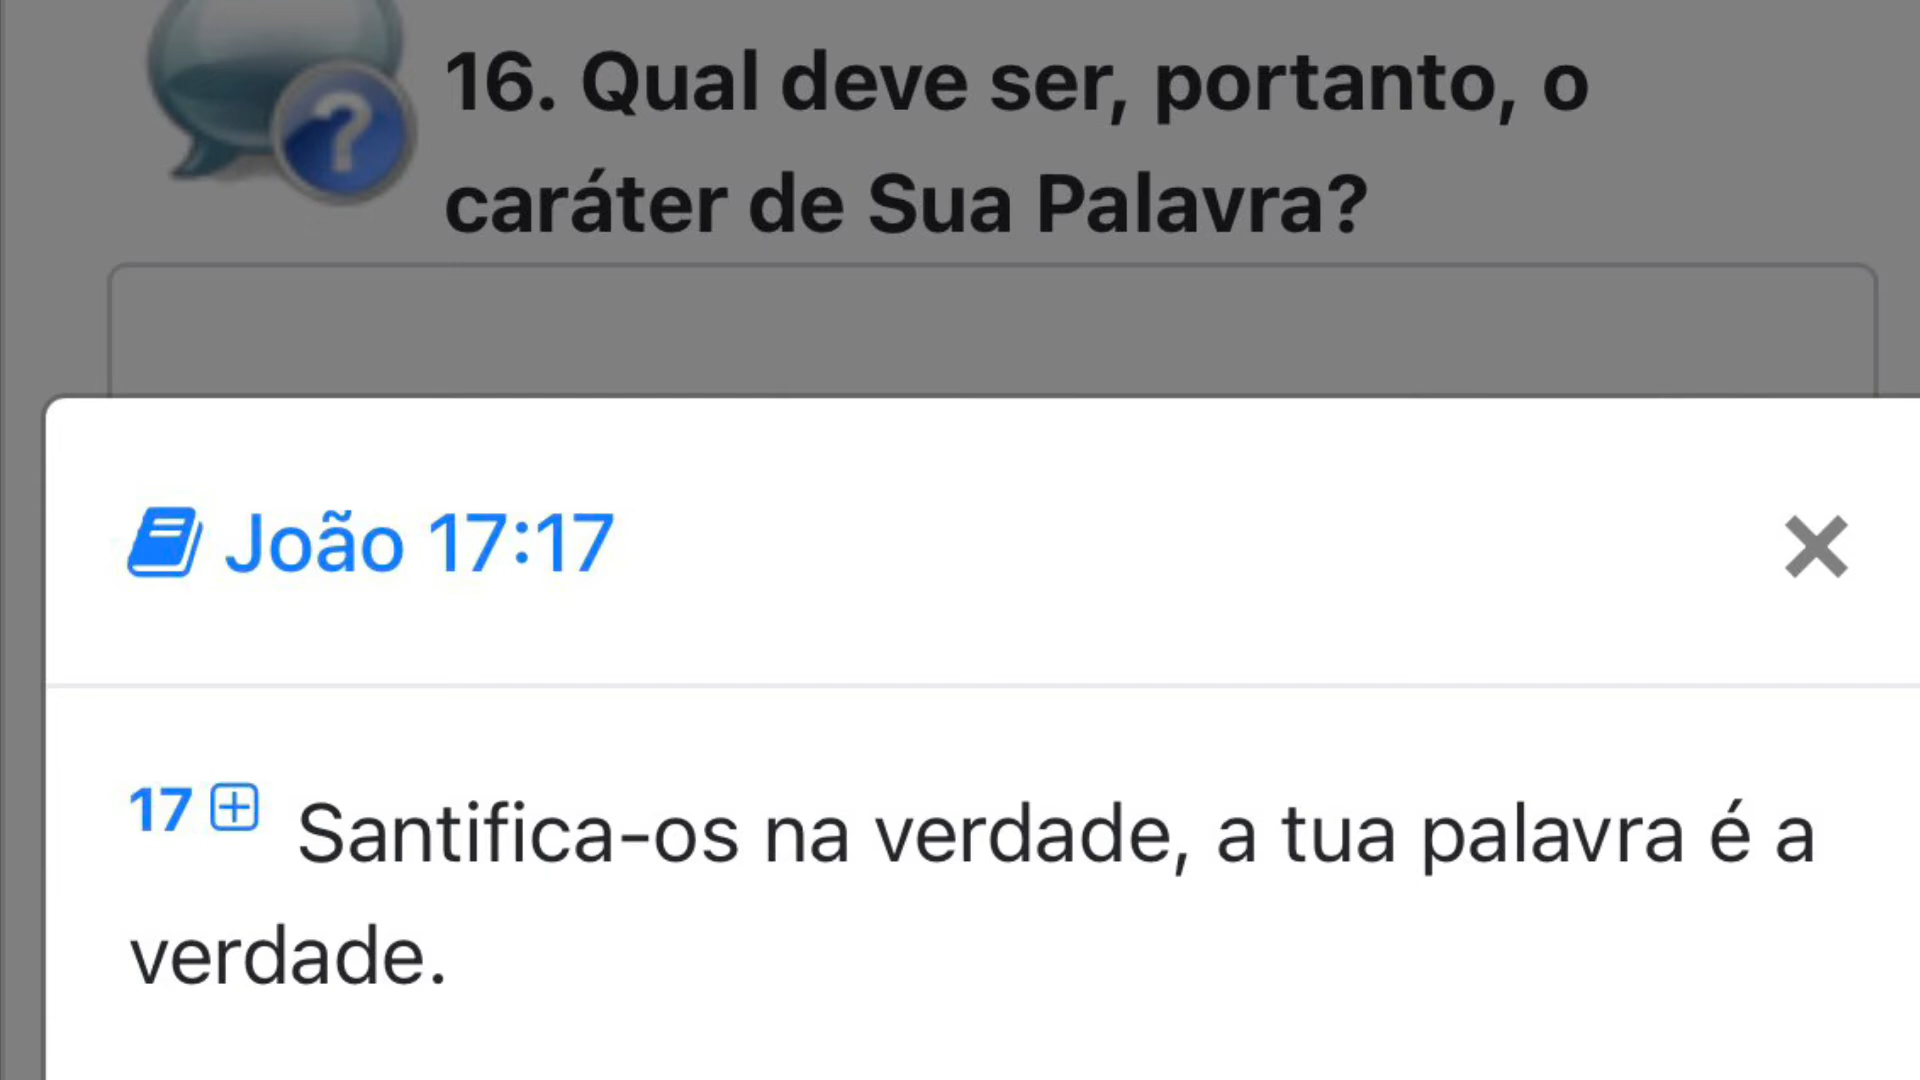 16. Qual deve ser, portanto, o
caráter de Sua Palavra?
João 17:17
17 Santifica-os na verdade, a tua palavra é a
verdade.